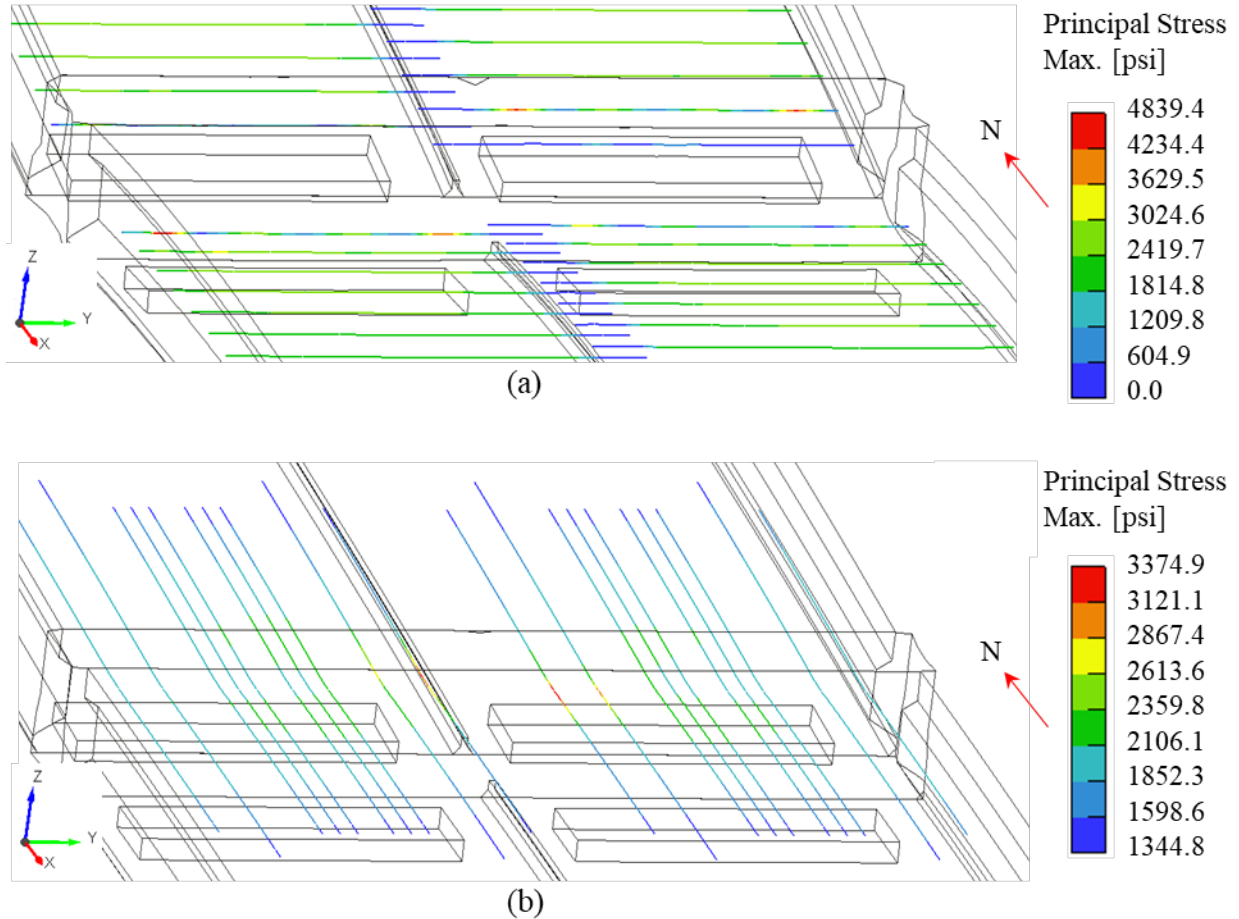 Principal Stress
Max. [psi]
4839.4
4234.4
3629.5
3024.6
2419.7
1814.8
1209.8
604.9
0.0
N
Z
Y
X
(a)
Principal Stress
Max. [psi]
3374.9
3121.1
2867.4
2613.6
2359.8
2106.1
1852.3
1598.6
1344.8
N
Z
Y
X
(b)